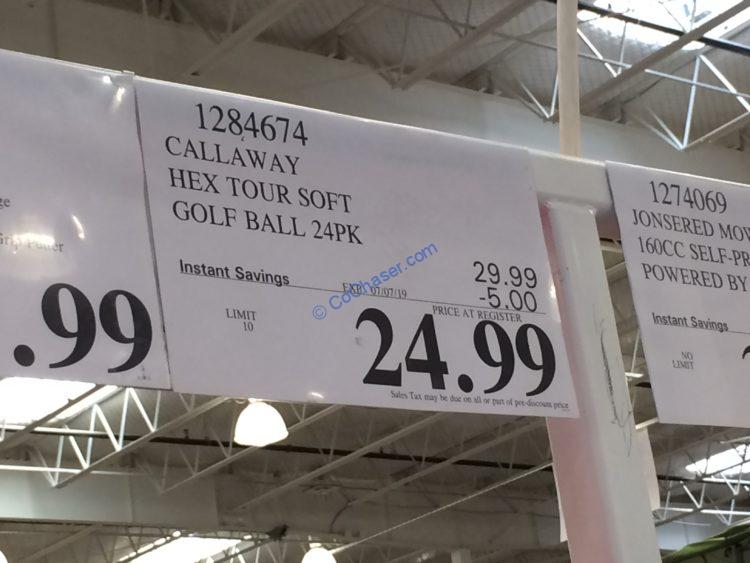 1284674
CALLAWAY
HEX TOUR SOFT
GOLF BALL 24PK
Instant Savings
EXP. 07/07/19
29.99
-5.00
LIMIT
10
PRICE AT REGISTER
24.99
Sales Tax may be due on all or part of pre-discount price
© CoChaser.com
.99
1274069
JONSERED MOW
160CC SELF-PR
POWERED BY
Instant Savings
NO
LIMIT